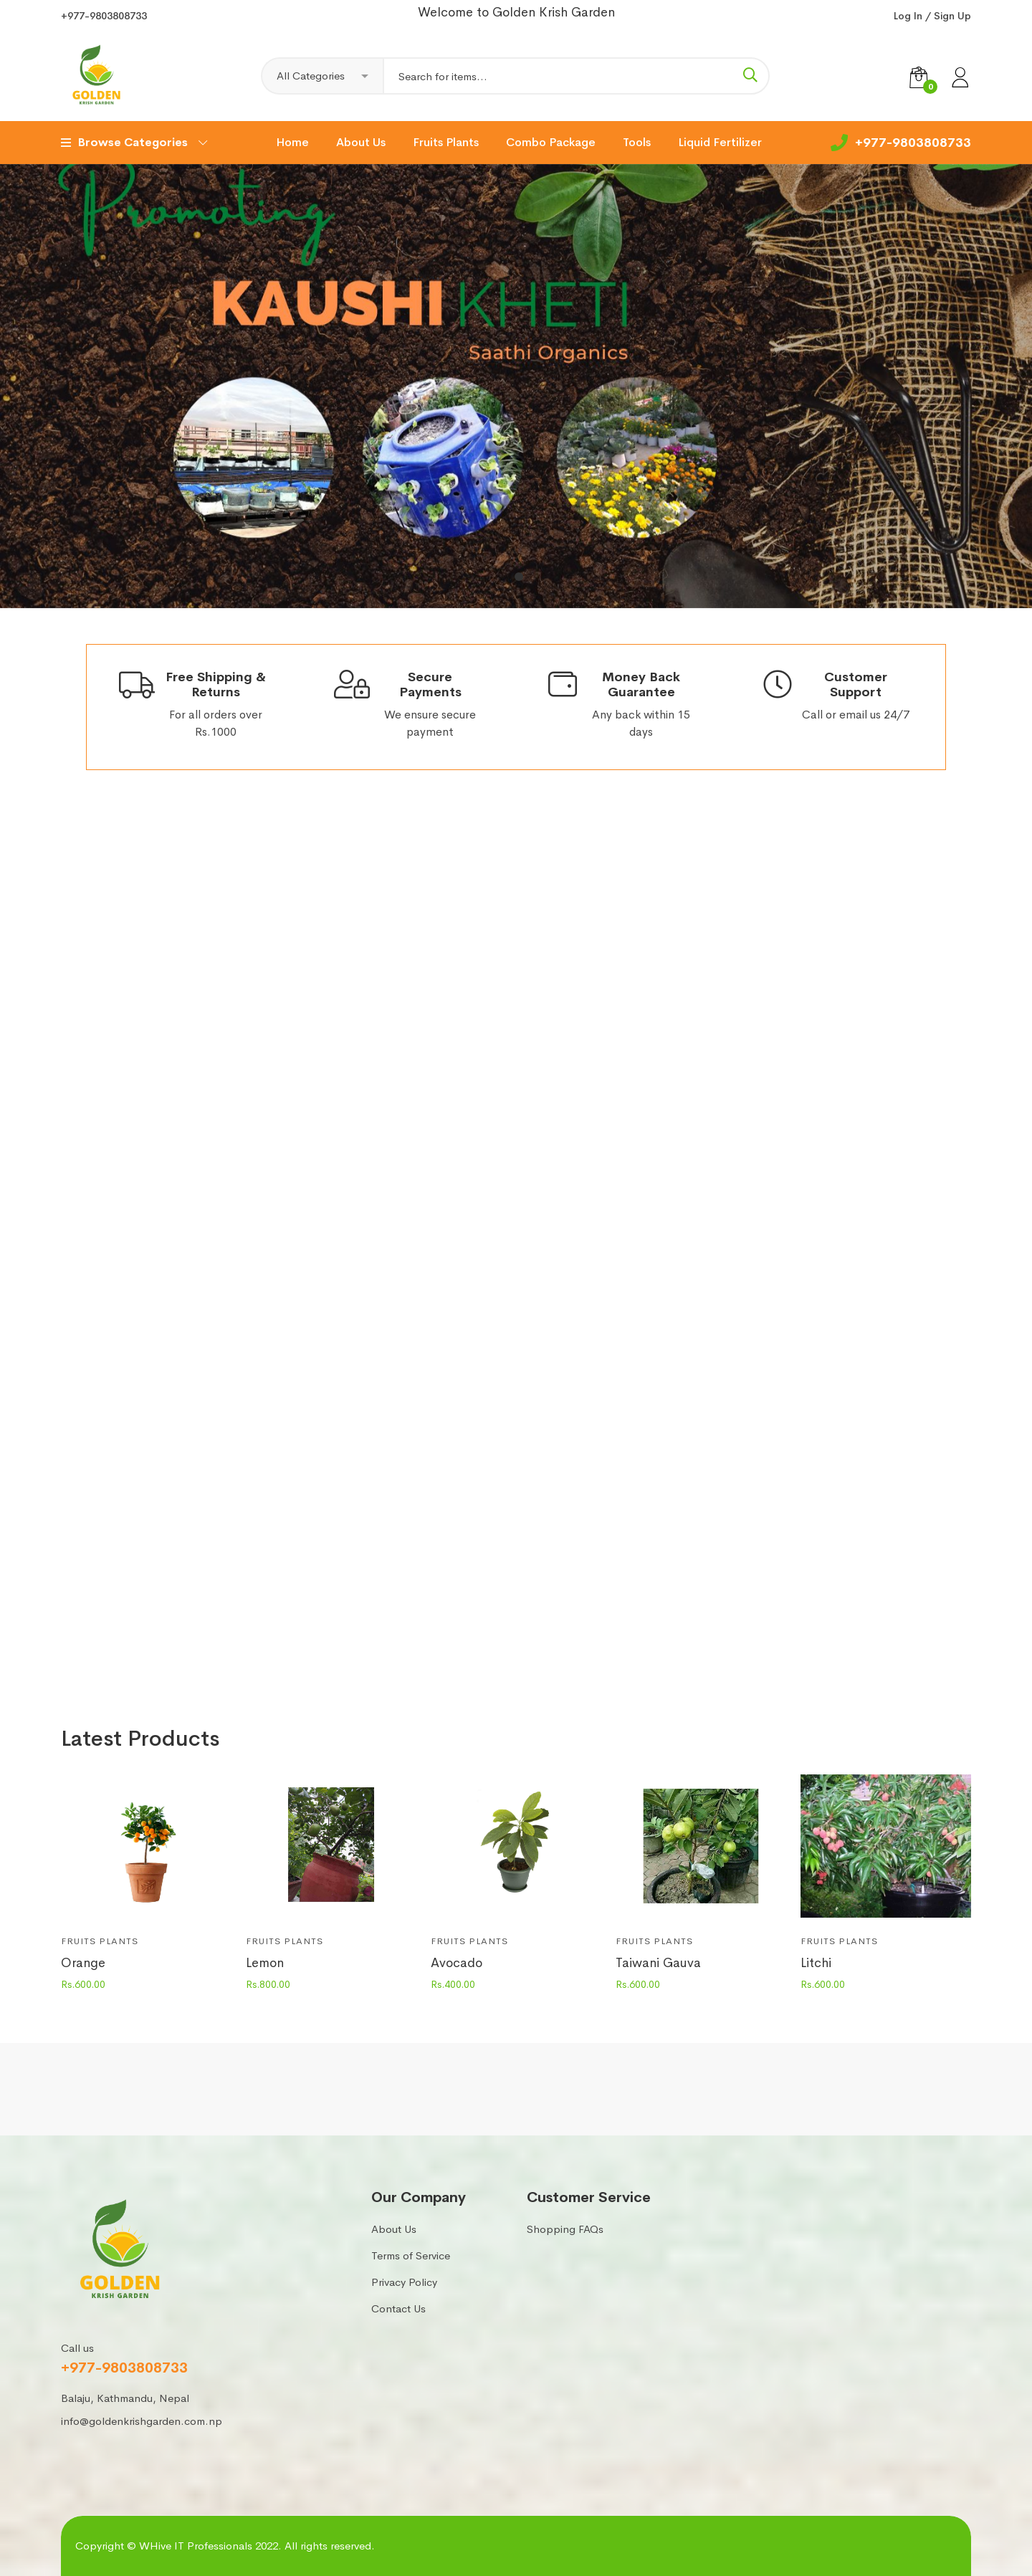 +977-9803808733
Welcome to Golden Krish Garden
Log In / Sign Up
GOLDEN
KRISH GARDEN
All Categories
Search for items...
0
Browse Categories
Home
About Us
Fruits Plants
Combo Package
Tools
Liquid Fertilizer
+977-9803808733
Promoting
KAUSHI KHETI
Saathi Organics
Free Shipping &
Returns
For all orders over
Rs.1000
Secure
Payments
We ensure secure
payment
Money Back
Guarantee
Any back within 15
days
Customer
Support
Call or email us 24/7
Latest Products
FRUITS PLANTS
Orange
Rs.600.00
FRUITS PLANTS
Lemon
Rs.800.00
FRUITS PLANTS
Avocado
Rs.400.00
FRUITS PLANTS
Taiwani Gauva
Rs.600.00
FRUITS PLANTS
Litchi
Rs.600.00
GOLDEN
KRISH GARDEN
Call us
+977-9803808733
Balaju, Kathmandu, Nepal
info@goldenkrishgarden.com.np
Our Company
About Us
Terms of Service
Privacy Policy
Contact Us
Customer Service
Shopping FAQs
Copyright © WHive IT Professionals 2022. All rights reserved.